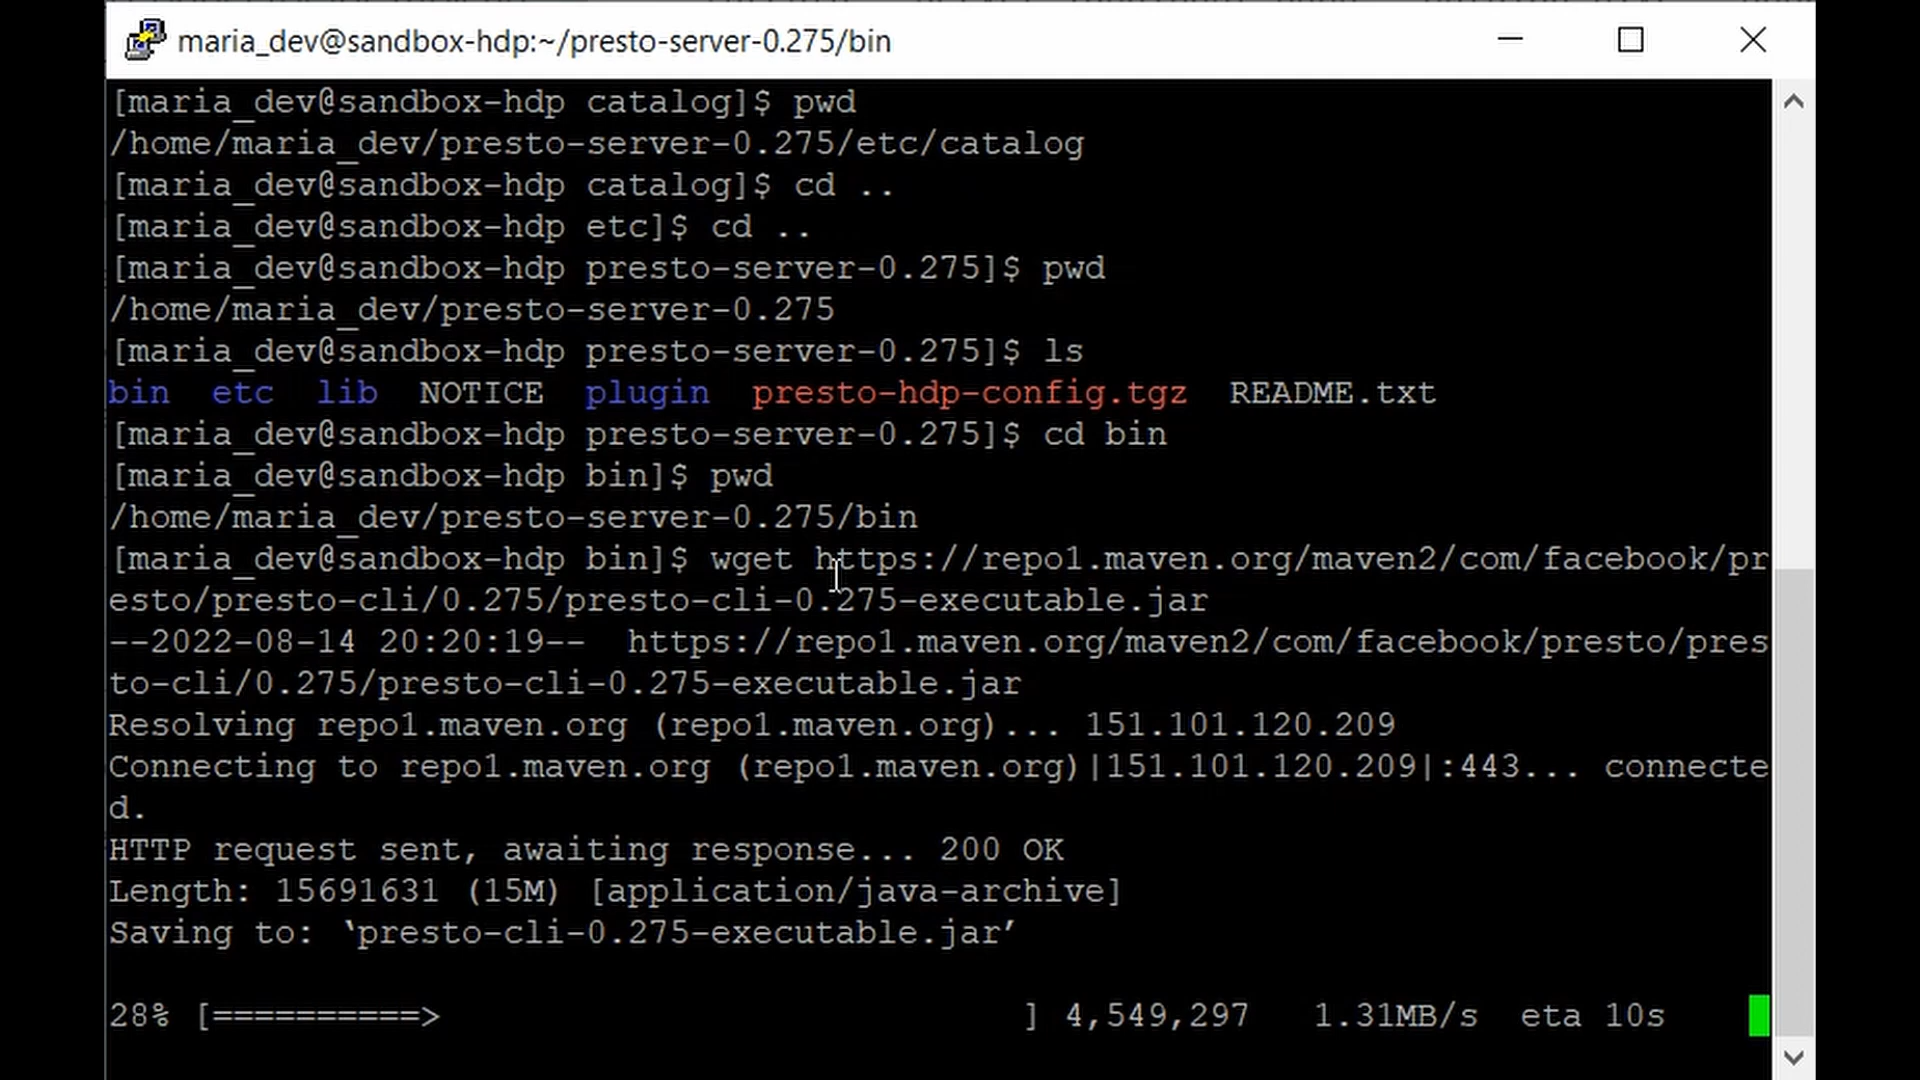 maria_dev@sandbox-hdp:~/presto-server-0.275/bin
[maria_dev@sandbox-hdp catalog]$ pwd
/home/maria_dev/presto-server-0.275/etc/catalog
[maria_dev@sandbox-hdp catalog]$ cd ..
[maria_dev@sandbox-hdp etc]$ cd ..
[maria_dev@sandbox-hdp presto-server-0.275]$ pwd
/home/maria_dev/presto-server-0.275
[maria_dev@sandbox-hdp presto-server-0.275]$ ls
bin  etc  lib  NOTICE  plugin  presto-hdp-config.tgz  README.txt
[maria_dev@sandbox-hdp presto-server-0.275]$ cd bin
[maria_dev@sandbox-hdp bin]$ pwd
/home/maria_dev/presto-server-0.275/bin
[maria_dev@sandbox-hdp bin]$ wget https://repo1.maven.org/maven2/com/facebook/pr
esto/presto-cli/0.275/presto-cli-0.275-executable.jar
--2022-08-14 20:20:19--  https://repo1.maven.org/maven2/com/facebook/presto/pres
to-cli/0.275/presto-cli-0.275-executable.jar
Resolving repo1.maven.org (repo1.maven.org)... 151.101.120.209
Connecting to repo1.maven.org (repo1.maven.org)|151.101.120.209|:443... connecte
d.
HTTP request sent, awaiting response... 200 OK
Length: 15691631 (15M) [application/java-archive]
Saving to: ‘presto-cli-0.275-executable.jar’
28% [==========>                            ] 4,549,297   1.31MB/s  eta 10s